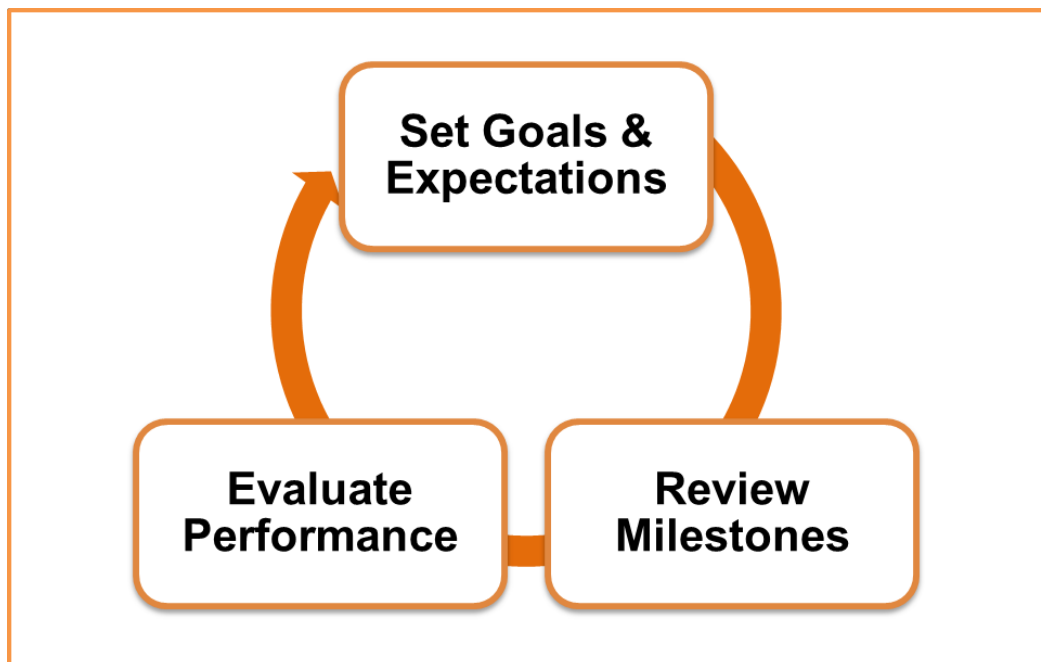 Set Goals &
Expectations
Evaluate
Performance
Review
Milestones